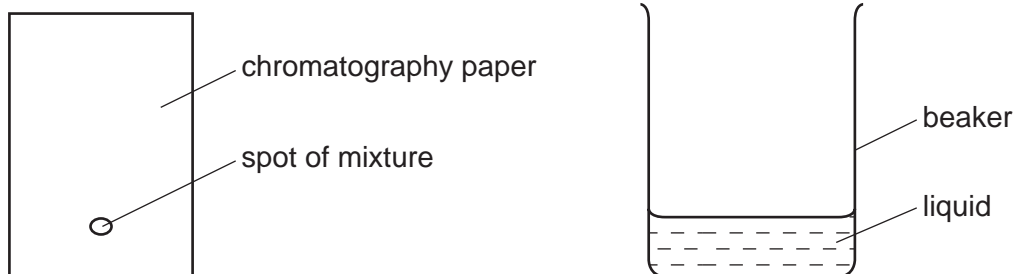 chromatography paper
spot of mixture
beaker
liquid